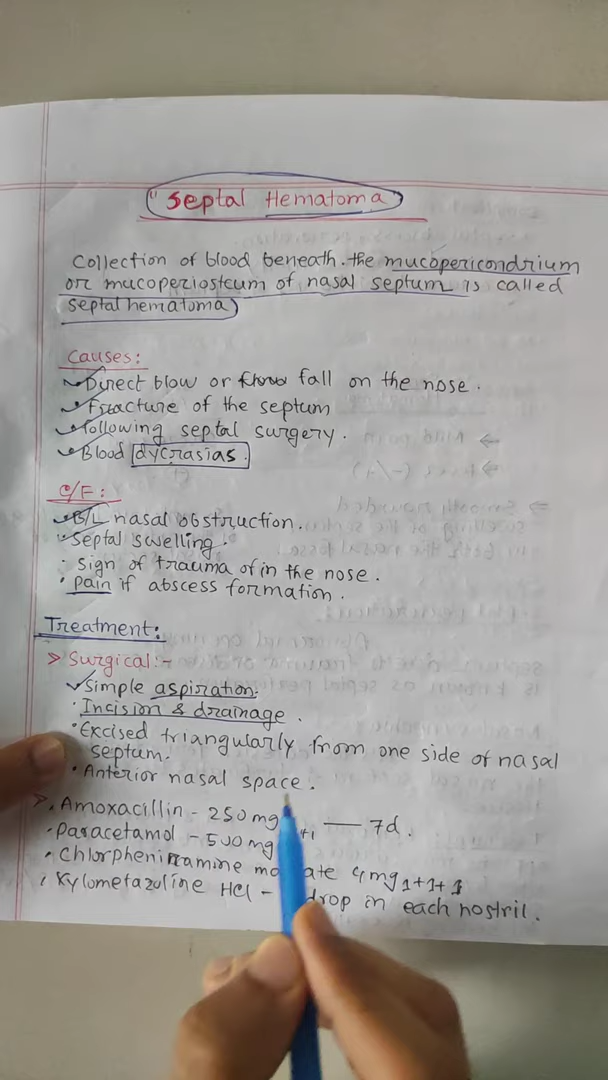 "Septal Hematoma"
Collection of blood beneath the mucopericondrium
or mucoperiosteum of nasal septum is called
septal hematoma)
Causes:
Direct blow or fall on the nose.
Fracture of the septum
following septal surgery.
Blood dycrasias.
C/F:
B/L nasal obstruction.
Septal swelling.
Sign of trauma of in the nose.
pain if abscess formation.
Treatment:
> Surgical:-
Simple aspiration.
Incision & drainage.
Excised triangularly from one side of nasal
septum.
Anterior nasal space.
Amoxacillin - 250 mg — 7d.
paracetamol - 500 mg
chlorpheniramine ate 4mg 1+1+1
Xylometazoline HCl - drop in each nostril.